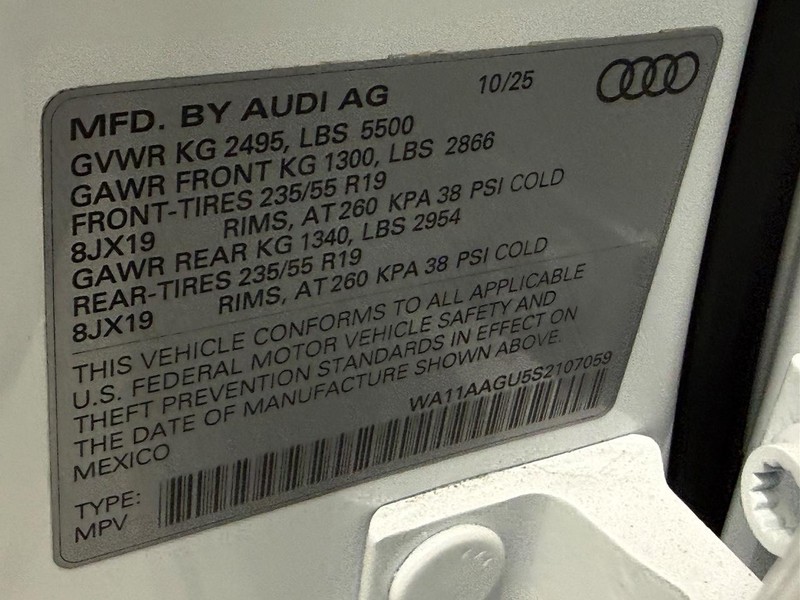 MFD. BY AUDI AG 10/25
GVWR KG 2495, LBS 5500
GAWR FRONT KG 1300, LBS 2866
FRONT-TIRES 235/55 R19
8JX19 RIMS, AT 260 KPA 38 PSI COLD
GAWR REAR KG 1340, LBS 2954
REAR-TIRES 235/55 R19
8JX19 RIMS, AT 260 KPA 38 PSI COLD
THIS VEHICLE CONFORMS TO ALL APPLICABLE
U.S. FEDERAL MOTOR VEHICLE SAFETY AND
THEFT PREVENTION STANDARDS IN EFFECT ON
THE DATE OF MANUFACTURE SHOWN ABOVE.
MEXICO WA11AAGU5S2107059
TYPE:
MPV